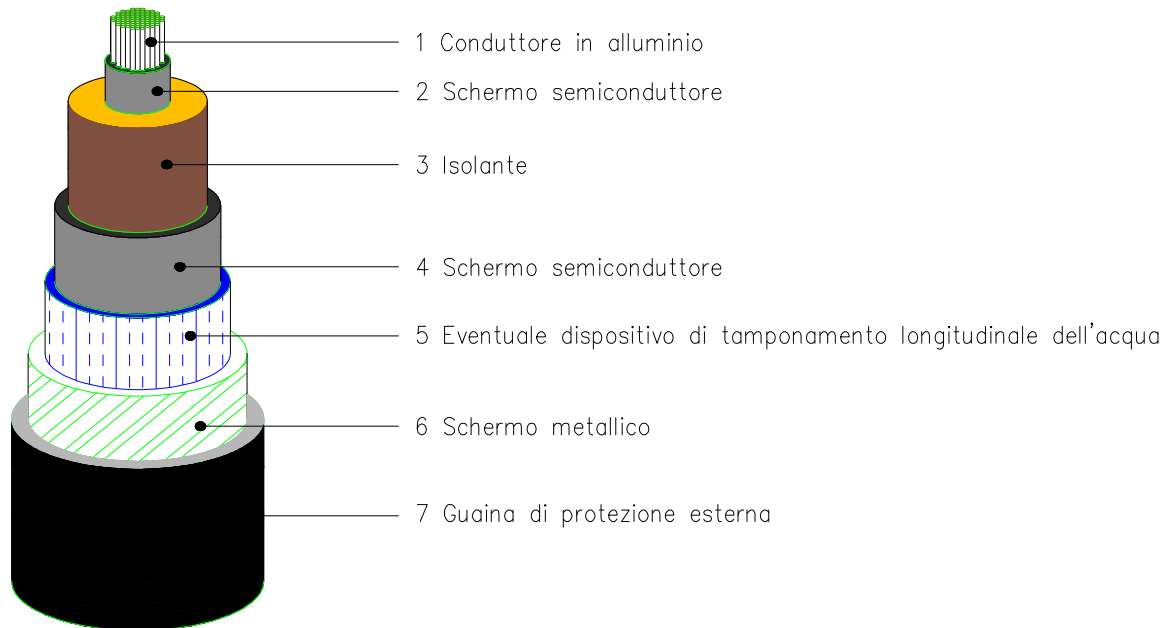 1 Conduttore in alluminio
2 Schermo semiconduttore
3 Isolante
4 Schermo semiconduttore
5 Eventuale dispositivo di tamponamento longitudinale dell'acqua
6 Schermo metallico
7 Guaina di protezione esterna